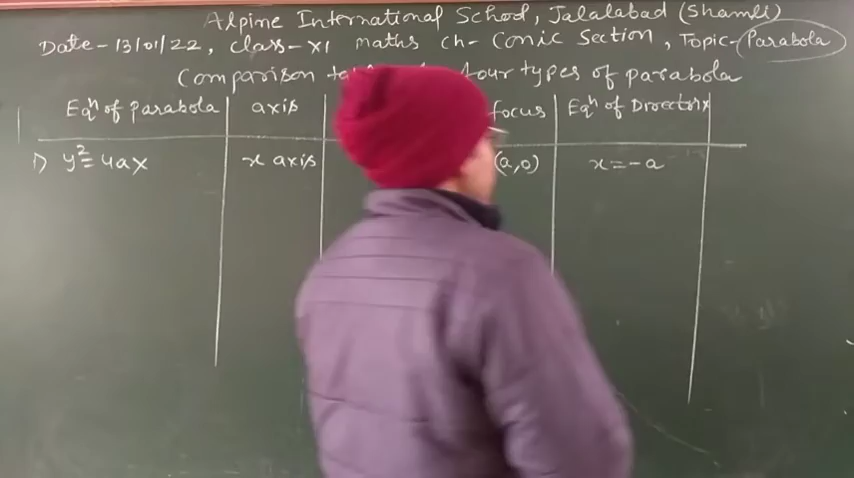 Alpine International School, Jalalabad (Shamli)
Date-13/01/22, class-XI maths ch- Conic Section, Topic-Parabola
Comparison four types of parabola
Eqⁿ of Parabola axis focus Eqⁿ of Directorix
1) y²=4ax x axis (a,0) x=-a